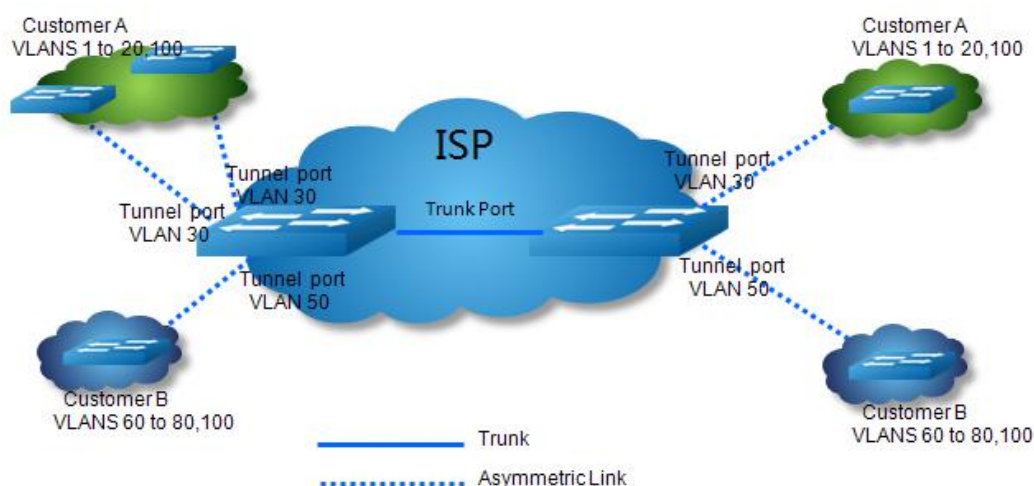 Customer A
VLANS 1 to 20,100
Customer A
VLANS 1 to 20,100
ISP
Tunnel port
VLAN 30
Tunnel port
VLAN 30
Trunk Port
Tunnel port
VLAN 30
Tunnel port
VLAN 50
Tunnel port
VLAN 50
Customer B
VLANS 60 to 80,100
Customer B
VLANS 60 to 80,100
Trunk
Asymmetric Link